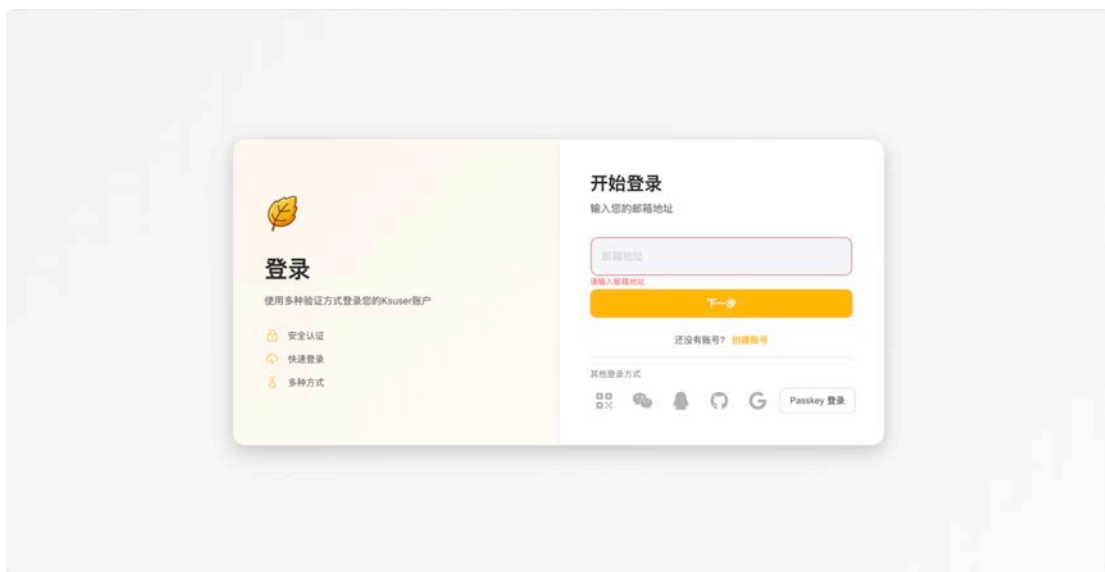 登录
使用多种验证方式登录您的Ksuser账户
安全认证
快速登录
多种方式
开始登录
输入您的邮箱地址
邮箱地址
请输入邮箱地址
下一步
还没有账号? 创建账号
其他登录方式
Passkey 登录